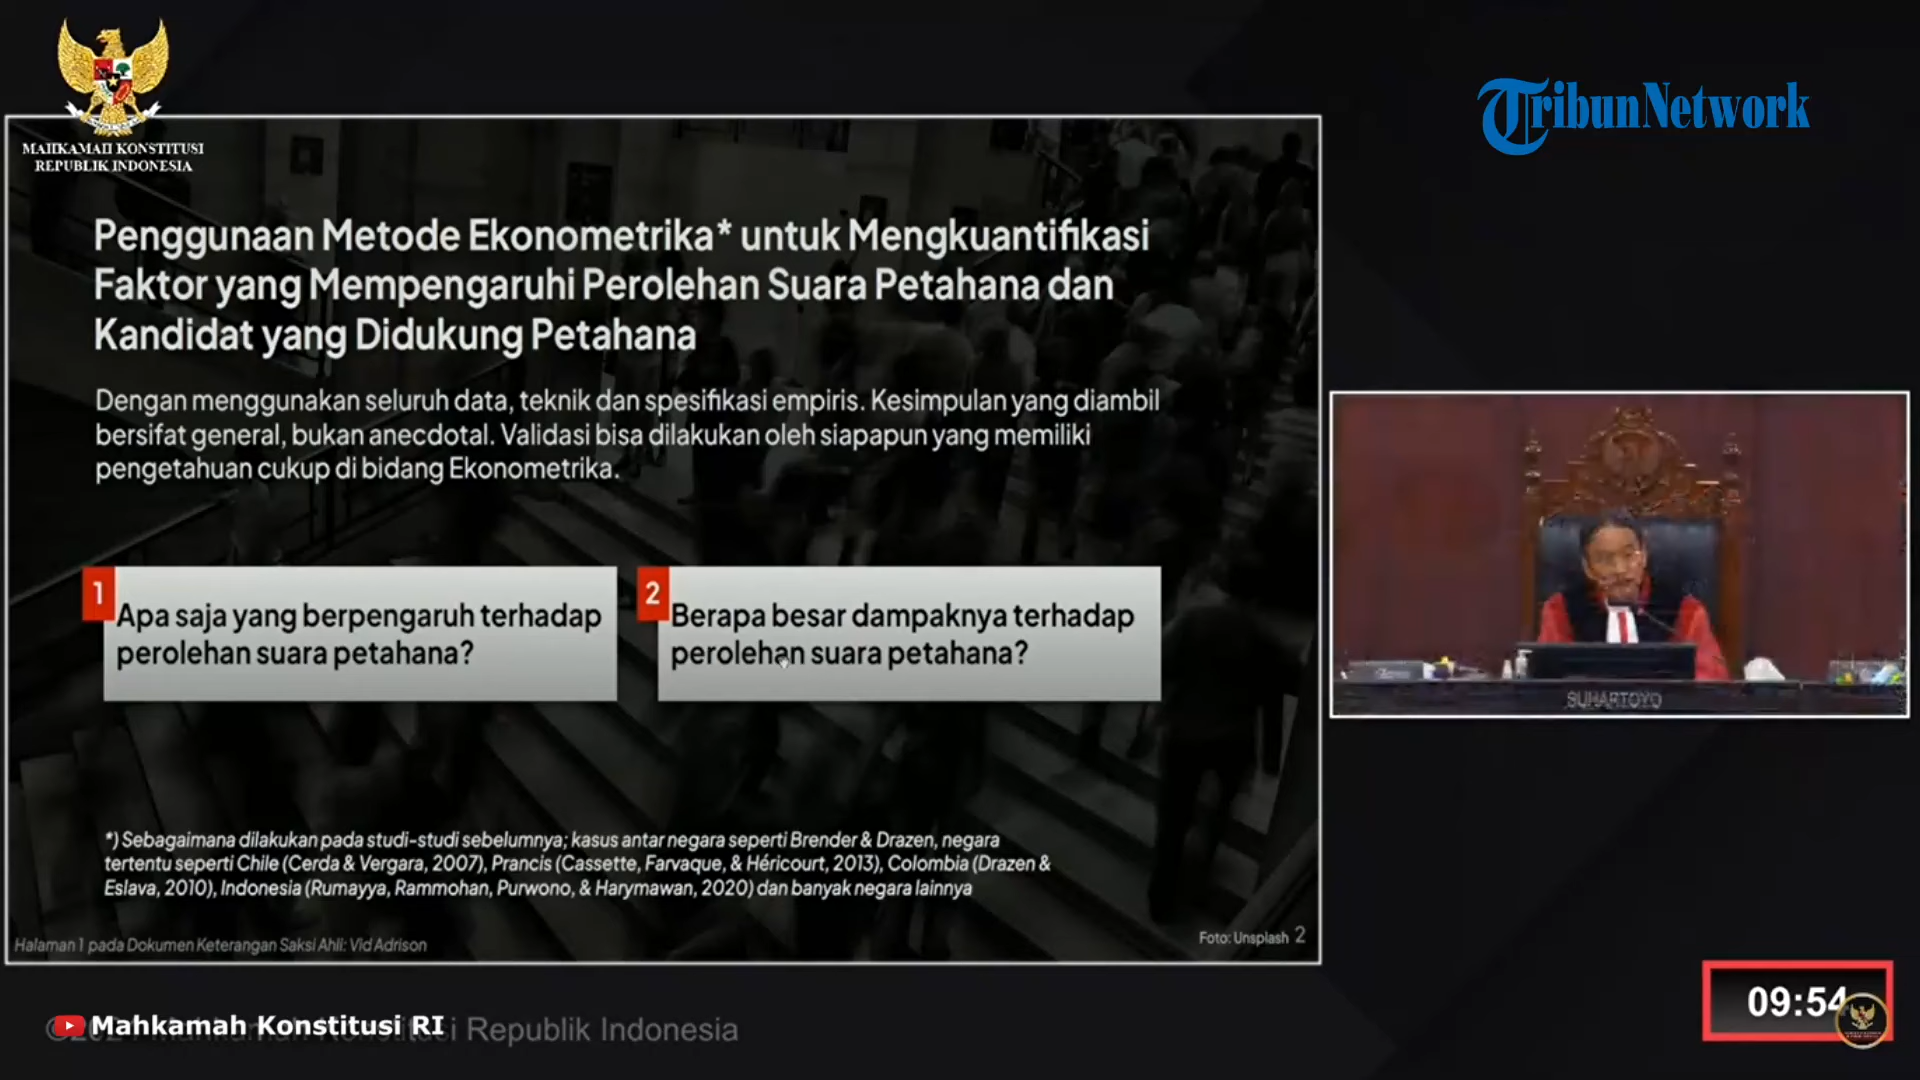 MAHKAMAH KONSTITUSI
REPUBLIK INDONESIA
TribunNetwork
Penggunaan Metode Ekonometrika* untuk Mengkuantifikasi
Faktor yang Mempengaruhi Perolehan Suara Petahana dan
Kandidat yang Didukung Petahana
Dengan menggunakan seluruh data, teknik dan spesifikasi empiris. Kesimpulan yang diambil
bersifat general, bukan anecdotal. Validasi bisa dilakukan oleh siapapun yang memiliki
pengetahuan cukup di bidang Ekonometrika.
1
Apa saja yang berpengaruh terhadap
perolehan suara petahana?
2
Berapa besar dampaknya terhadap
perolehan suara petahana?
SUHARTOYO
*) Sebagaimana dilakukan pada studi-studi sebelumnya; kasus antar negara seperti Brender & Drazen, negara
tertentu seperti Chile (Cerda & Vergara, 2007), Prancis (Cassette, Farvaque, & Héricourt, 2013), Colombia (Drazen &
Eslava, 2010), Indonesia (Rumayya, Rammohan, Purwono, & Harymawan, 2020) dan banyak negara lainnya
Halaman 1 pada Dokumen Keterangan Saksi Ahli: Vid Adrison
Foto: Unsplash 2
Mahkamah Konstitusi RI
Republik Indonesia
09:54